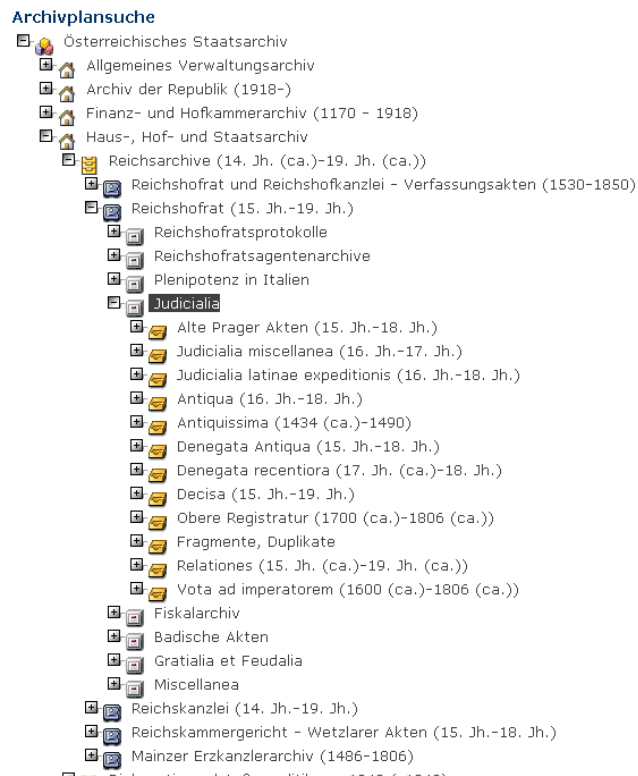 Archivplansuche
Österreichisches Staatsarchiv
Allgemeines Verwaltungsarchiv
Archiv der Republik (1918-)
Finanz- und Hofkammerarchiv (1170 - 1918)
Haus-, Hof- und Staatsarchiv
Reichsarchive (14. Jh. (ca.)-19. Jh. (ca.))
Reichshofrat und Reichshofkanzlei - Verfassungsakten (1530-1850)
Reichshofrat (15. Jh.-19. Jh.)
Reichshofratsprotokolle
Reichshofratsagentenarchive
Plenipotenz in Italien
Judicialia
Alte Prager Akten (15. Jh.-18. Jh.)
Judicialia miscellanea (16. Jh.-17. Jh.)
Judicialia latinae expeditionis (16. Jh.-18. Jh.)
Antiqua (16. Jh.-18. Jh.)
Antiquissima (1434 (ca.)-1490)
Denegata Antiqua (15. Jh.-18. Jh.)
Denegata recentiora (17. Jh. (ca.)-18. Jh.)
Decisa (15. Jh.-19. Jh.)
Obere Registratur (1700 (ca.)-1806 (ca.))
Fragmente, Duplikate
Relationes (15. Jh. (ca.)-19. Jh. (ca.))
Vota ad imperatorem (1600 (ca.)-1806 (ca.))
Fiskalarchiv
Badische Akten
Gratialia et Feudalia
Miscellanea
Reichskanzlei (14. Jh.-19. Jh.)
Reichskammergericht - Wetzlarer Akten (15. Jh.-18. Jh.)
Mainzer Erzkanzlerarchiv (1486-1806)